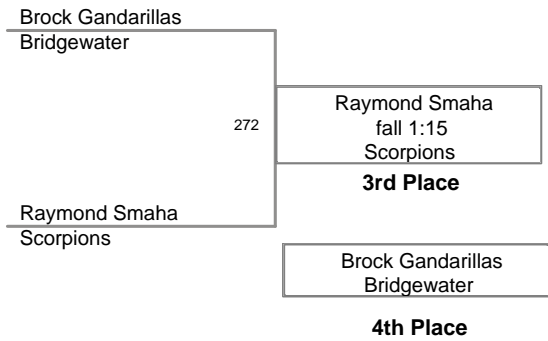 Brock Gandarillas
Bridgewater
272
Raymond Smaha
fall 1:15
Scorpions
3rd Place
Raymond Smaha
Scorpions
Brock Gandarillas
Bridgewater
4th Place